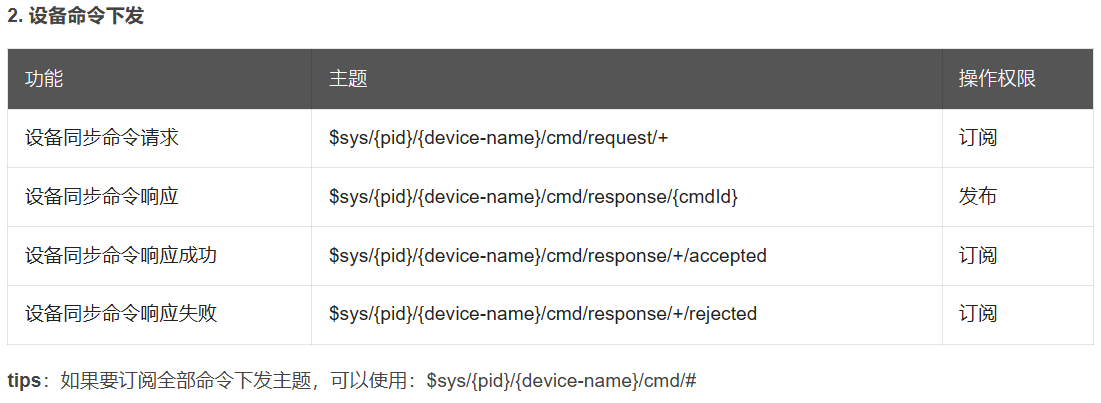 2. 设备命令下发
功能 主题 操作权限
设备同步命令请求 $sys/{pid}/{device-name}/cmd/request/+ 订阅
设备同步命令响应 $sys/{pid}/{device-name}/cmd/response/{cmdId} 发布
设备同步命令响应成功 $sys/{pid}/{device-name}/cmd/response/+/accepted 订阅
设备同步命令响应失败 $sys/{pid}/{device-name}/cmd/response/+/rejected 订阅
tips：如果要订阅全部命令下发主题，可以使用：$sys/{pid}/{device-name}/cmd/#